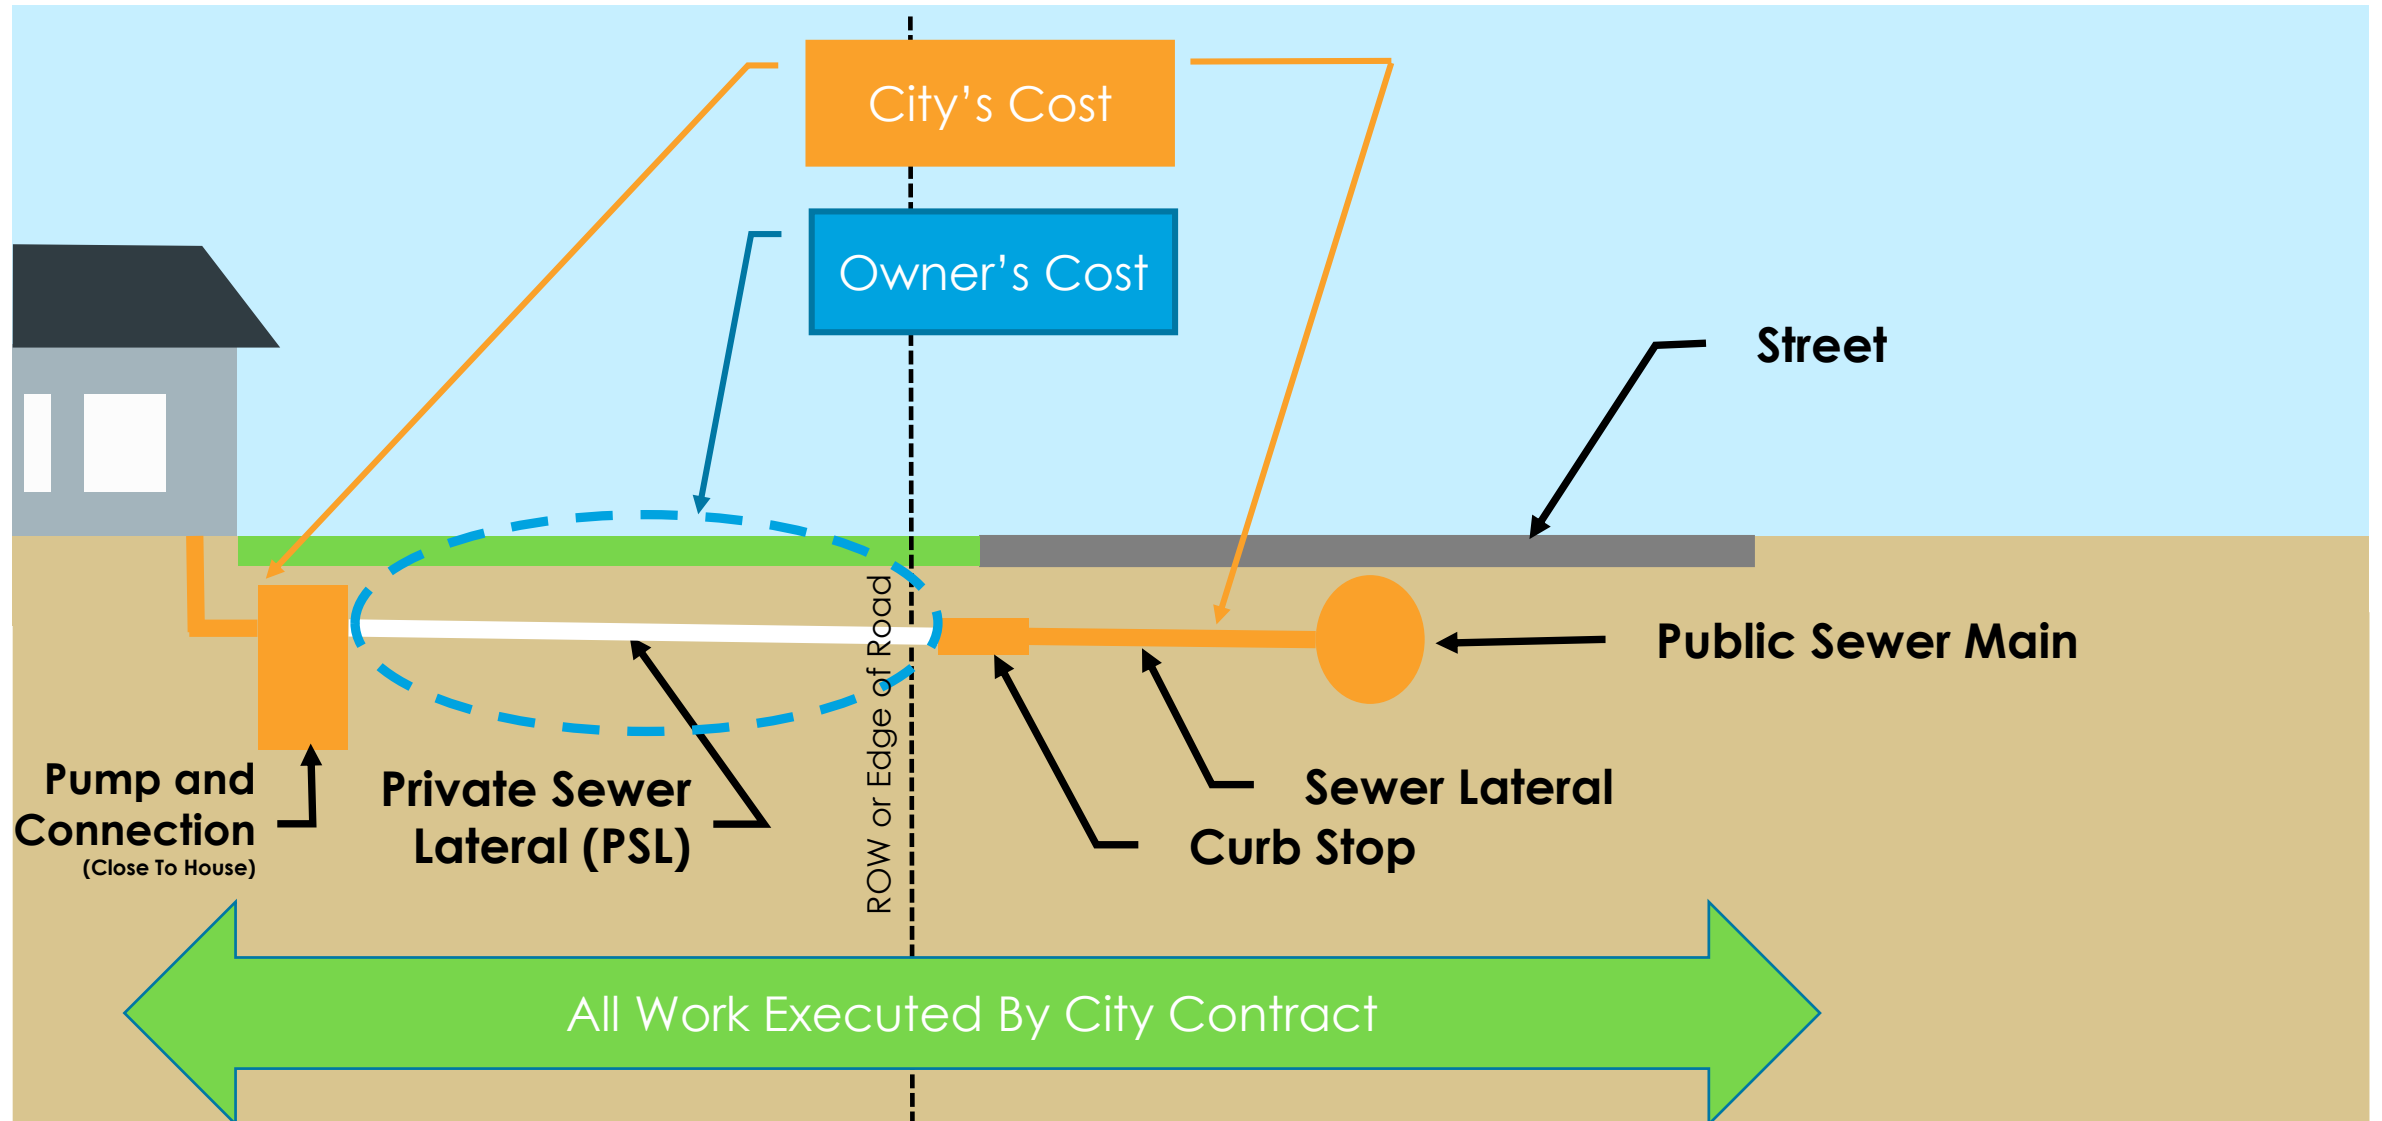 City’s Cost
Owner’s Cost
Street
Public Sewer Main
Pump and
Connection
(Close To House)
Private Sewer
Lateral (PSL)
ROW or Edge of Road
Sewer Lateral
Curb Stop
All Work Executed By City Contract